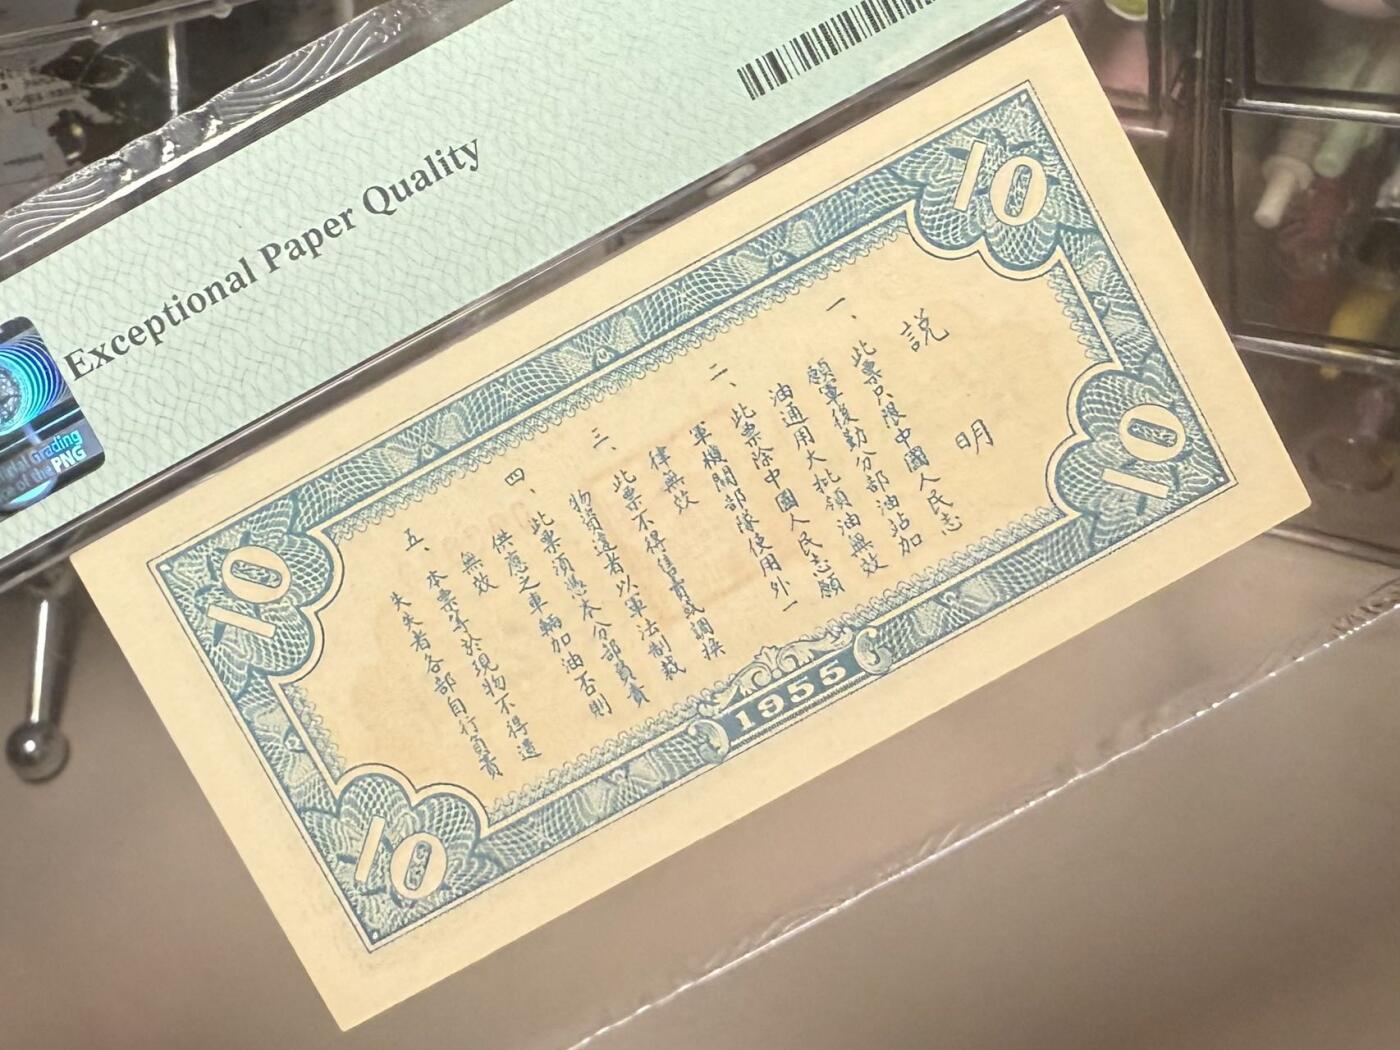 Exceptional Paper Quality
Grading
the PNG
10
10
10
10
説明
一、此票只限中國人民志
願軍後勤分部油站加
油通用大批領油無效
二、此票除中國人民志願
軍機關部隊使用外一
律無效
三、此票不得售賣或調換
物資違者以軍法制裁
四、此票須憑本分部負責
供應之車輛加油否則
無效
五、本票等於現物不得遺
失失者各部自行負責
1955